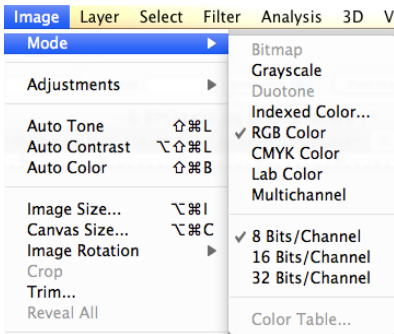 Image Layer Select Filter Analysis 3D
Mode
Adjustments
Auto Tone ⇧⌘L
Auto Contrast ⌥⇧⌘L
Auto Color ⇧⌘B
Image Size... ⌥⌘I
Canvas Size... ⌥⌘C
Image Rotation
Crop
Trim...
Reveal All
Bitmap
Grayscale
Duotone
Indexed Color...
✓ RGB Color
CMYK Color
Lab Color
Multichannel
✓ 8 Bits/Channel
16 Bits/Channel
32 Bits/Channel
Color Table...